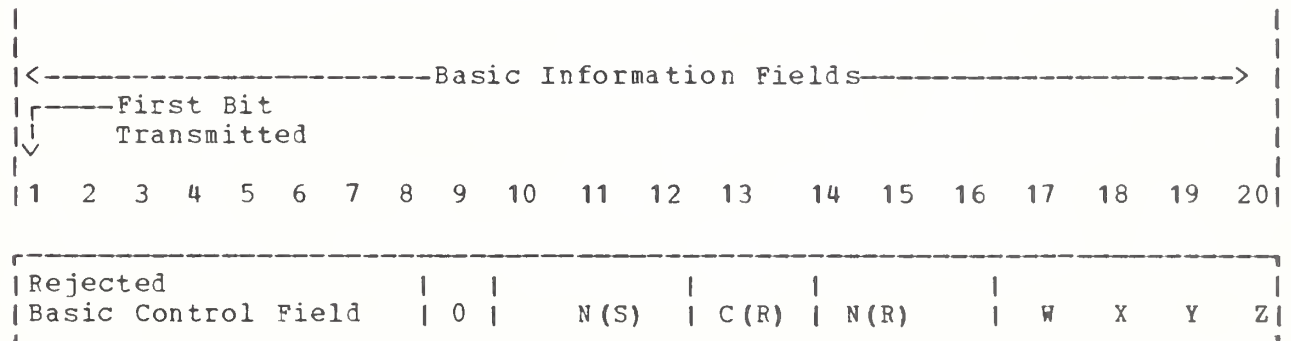 Basic Information Fields
First Bit
Transmitted
1 2 3 4 5 6 7 8 9 10 11 12 13 14 15 16 17 18 19 20
Rejected
Basic Control Field | 0 | N(S) | C(R) | N(R) | W X Y Z